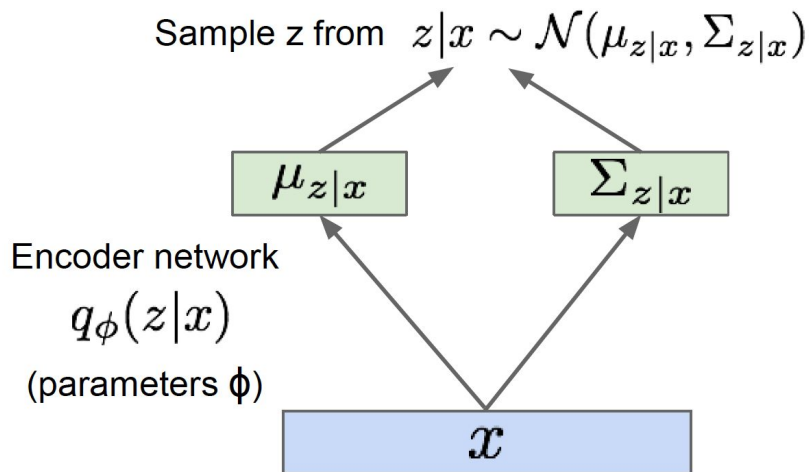 Sample z from z|x ∼ 𝒩(μ_{z|x}, Σ_{z|x})
μ_{z|x}
Σ_{z|x}
Encoder network
q_ϕ(z|x)
(parameters ϕ)
x